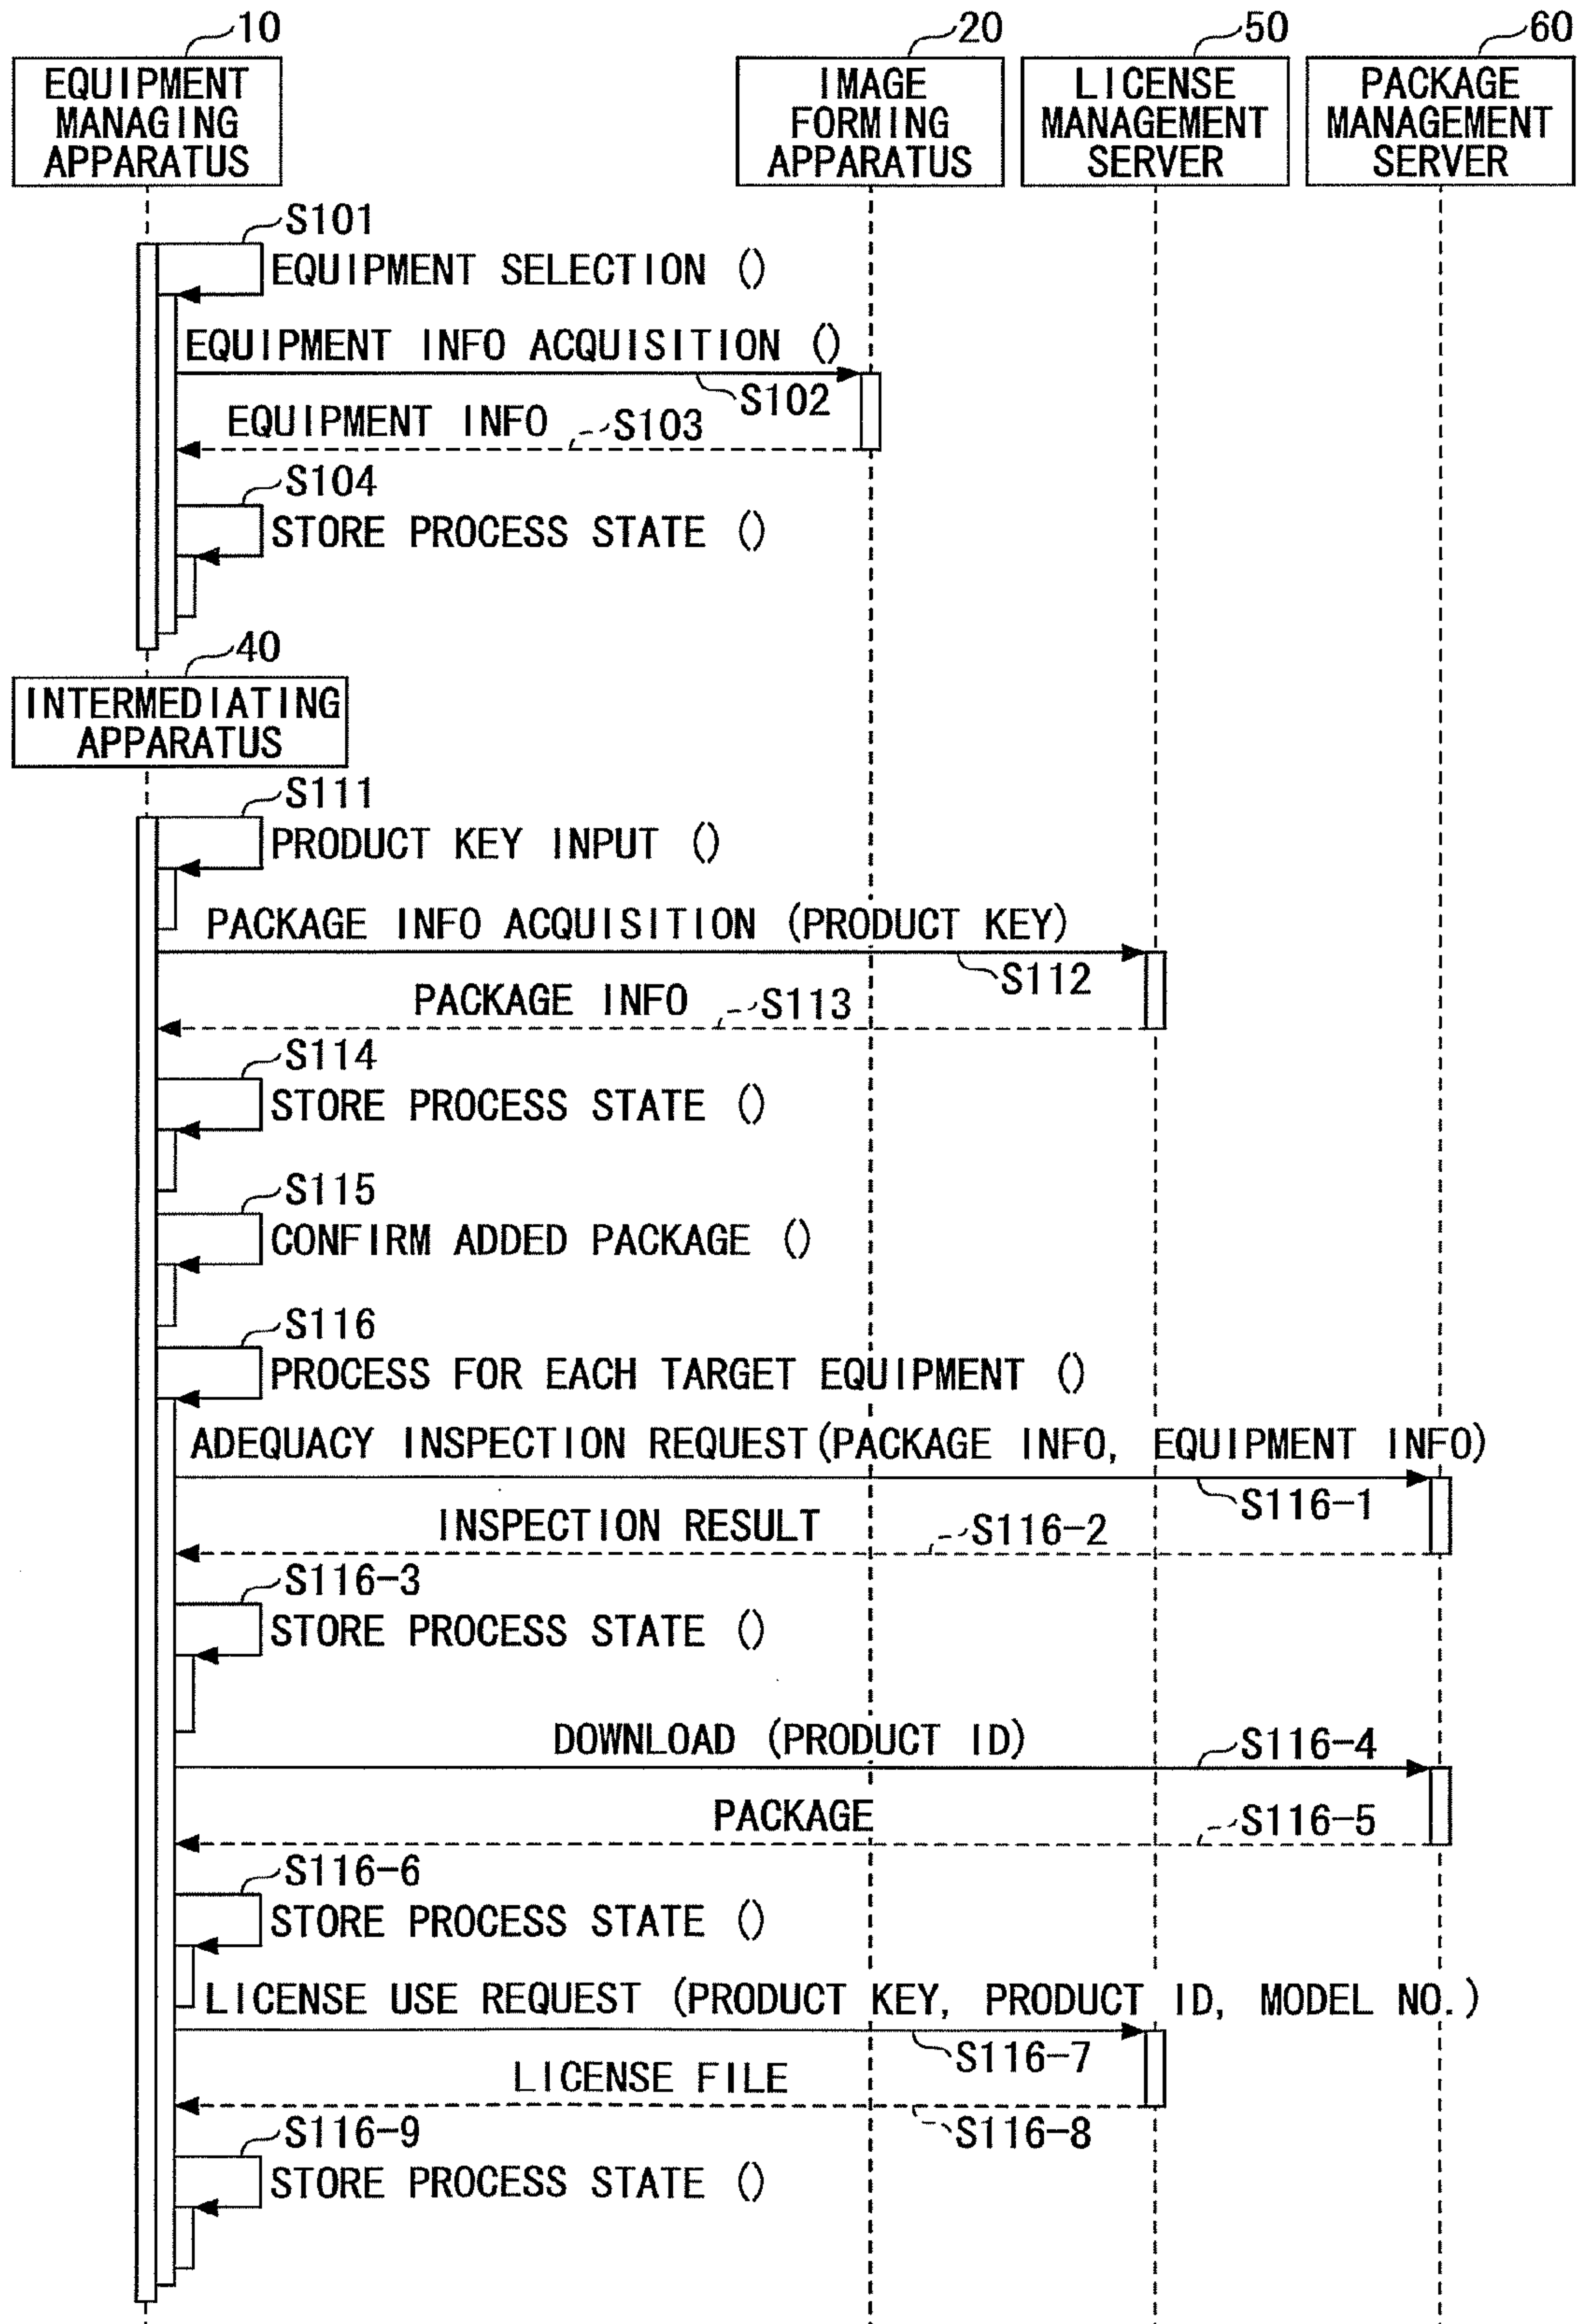 10
20
50
60
EQUIPMENT
MANAGING
APPARATUS
IMAGE
FORMING
APPARATUS
LICENSE
MANAGEMENT
SERVER
PACKAGE
MANAGEMENT
SERVER
S101
EQUIPMENT SELECTION ()
EQUIPMENT INFO ACQUISITION ()
S102
EQUIPMENT INFO
S103
S104
STORE PROCESS STATE ()
40
INTERMEDIATING
APPARATUS
S111
PRODUCT KEY INPUT ()
PACKAGE INFO ACQUISITION (PRODUCT KEY)
S112
PACKAGE INFO
S113
S114
STORE PROCESS STATE ()
S115
CONFIRM ADDED PACKAGE ()
S116
PROCESS FOR EACH TARGET EQUIPMENT ()
ADEQUACY INSPECTION REQUEST(PACKAGE INFO, EQUIPMENT INFO)
S116-1
INSPECTION RESULT
S116-2
S116-3
STORE PROCESS STATE ()
DOWNLOAD (PRODUCT ID)
S116-4
PACKAGE
S116-5
S116-6
STORE PROCESS STATE ()
LICENSE USE REQUEST (PRODUCT KEY, PRODUCT ID, MODEL NO.)
S116-7
LICENSE FILE
S116-8
S116-9
STORE PROCESS STATE ()